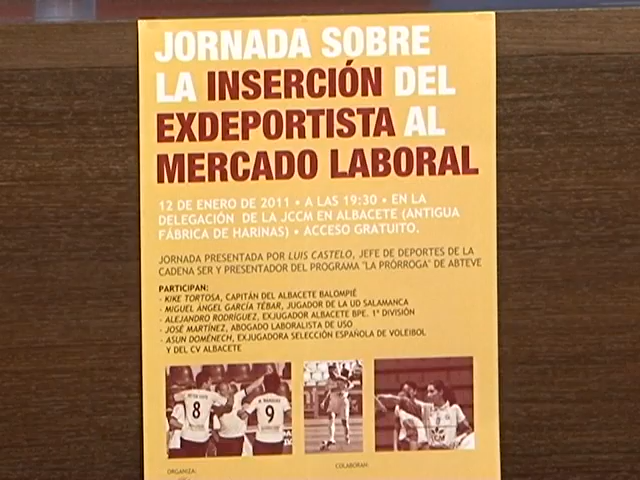 JORNADA SOBRE
LA INSERCIÓN DEL
EXDEPORTISTA AL
MERCADO LABORAL
12 DE ENERO DE 2011 • A LAS 19:30 • EN LA
DELEGACIÓN DE LA JCCM EN ALBACETE (ANTIGUA
FÁBRICA DE HARINAS) • ACCESO GRATUITO.
JORNADA PRESENTADA POR LUIS CASTELO, JEFE DE DEPORTES DE LA
CADENA SER Y PRESENTADOR DEL PROGRAMA "LA PRÓRROGA" DE ABTEVE
PARTICIPAN:
- KIKE TORTOSA, CAPITÁN DEL ALBACETE BALOMPIÉ
- MIGUEL ÁNGEL GARCÍA TÉBAR, JUGADOR DE LA UD SALAMANCA
- ALEJANDRO RODRÍGUEZ, EXJUGADOR ALBACETE BPE. 1ª DIVISIÓN
- JOSÉ MARTÍNEZ, ABOGADO LABORALISTA DE USO
- ASUN DOMÉNECH, EXJUGADORA SELECCIÓN ESPAÑOLA DE VOLEIBOL
Y DEL CV ALBACETE
8
9
ORGANIZA:
COLABORAN: